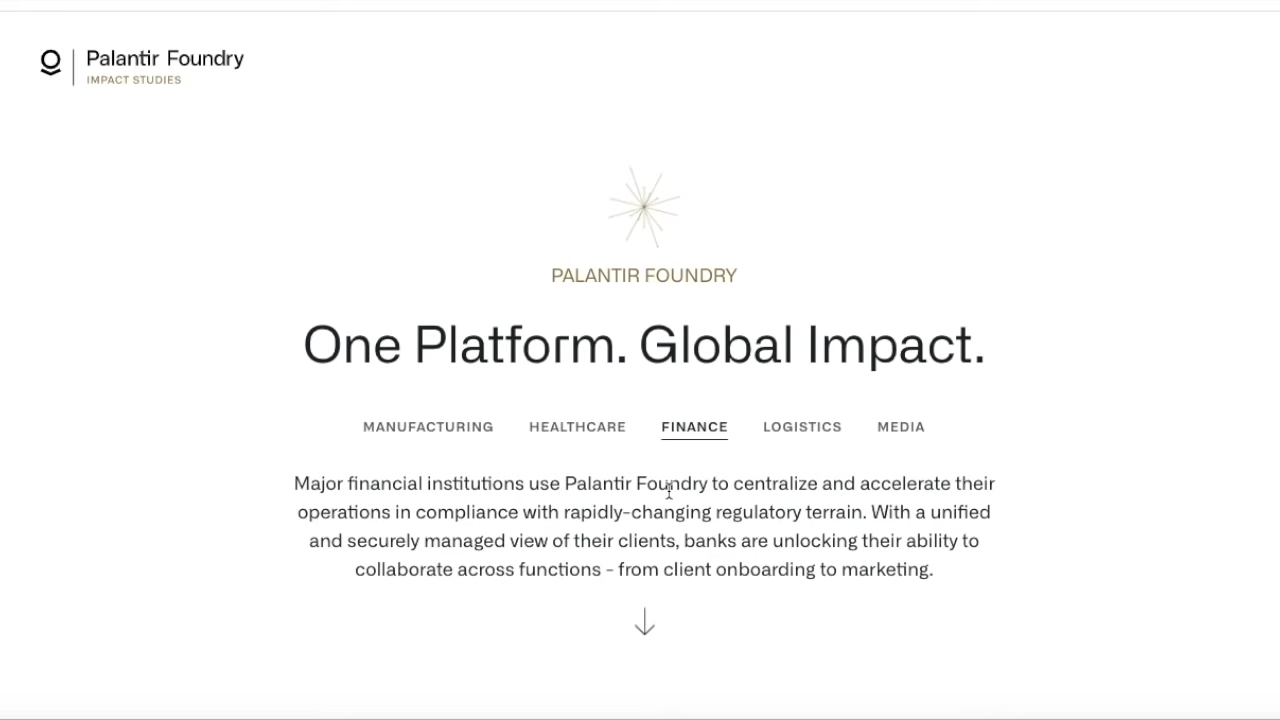 Palantir Foundry
IMPACT STUDIES
PALANTIR FOUNDRY
One Platform. Global Impact.
MANUFACTURING HEALTHCARE FINANCE LOGISTICS MEDIA
Major financial institutions use Palantir Foundry to centralize and accelerate their
operations in compliance with rapidly-changing regulatory terrain. With a unified
and securely managed view of their clients, banks are unlocking their ability to
collaborate across functions - from client onboarding to marketing.